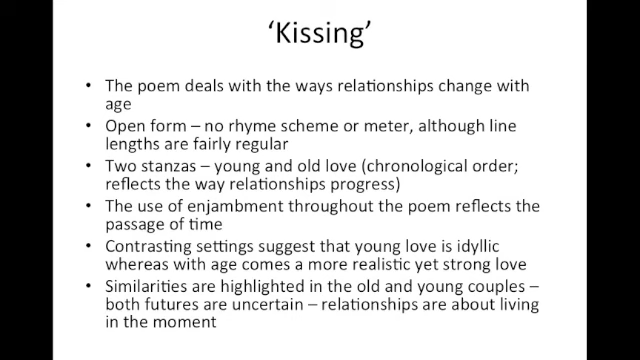 ‘Kissing’
• The poem deals with the ways relationships change with
age
• Open form – no rhyme scheme or meter, although line
lengths are fairly regular
• Two stanzas – young and old love (chronological order;
reflects the way relationships progress)
• The use of enjambment throughout the poem reflects the
passage of time
• Contrasting settings suggest that young love is idyllic
whereas with age comes a more realistic yet strong love
• Similarities are highlighted in the old and young couples –
both futures are uncertain – relationships are about living
in the moment